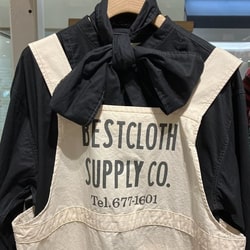 BESTCLOTH
SUPPLY CO.
Tel. 677-1601